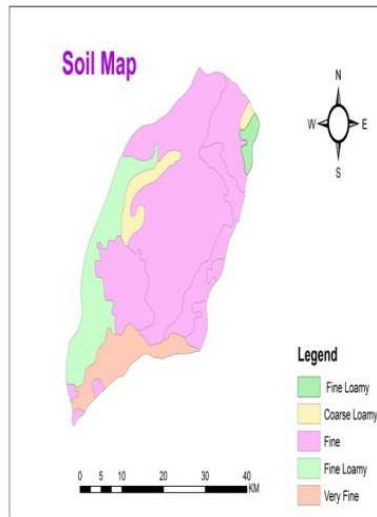 Soil Map
N
W E
S
Legend
Fine Loamy
Coarse Loamy
Fine
Fine Loamy
Very Fine
0 5 10 20 30 40
KM